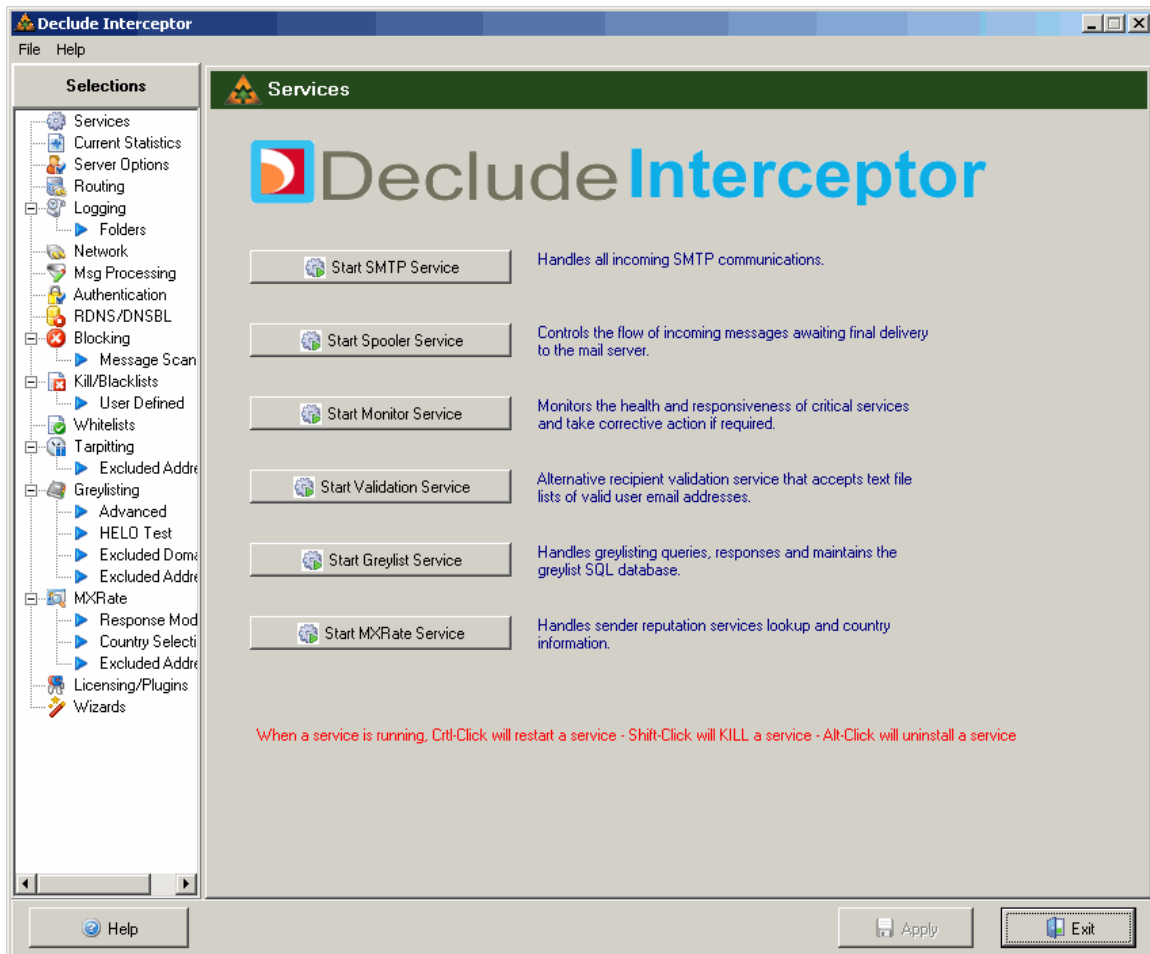 Declude Interceptor
File Help
Selections
Services
Current Statistics
Server Options
Routing
Logging
Folders
Network
Msg Processing
Authentication
RDNS/DNSBL
Blocking
Message Scan
Kill/Blacklists
User Defined
Whitelists
Tarpitting
Excluded Addre
Greylisting
Advanced
HELO Test
Excluded Doma
Excluded Addre
MXRate
Response Mod
Country Selecti
Excluded Addre
Licensing/Plugins
Wizards
Services
Declude Interceptor
Start SMTP Service
Handles all incoming SMTP communications.
Start Spooler Service
Controls the flow of incoming messages awaiting final delivery
to the mail server.
Start Monitor Service
Monitors the health and responsiveness of critical services
and take corrective action if required.
Start Validation Service
Alternative recipient validation service that accepts text file
lists of valid user email addresses.
Start Greylist Service
Handles greylisting queries, responses and maintains the
greylist SQL database.
Start MXRate Service
Handles sender reputation services lookup and country
information.
When a service is running, Crtl-Click will restart a service - Shift-Click will KILL a service - Alt-Click will uninstall a service
Help
Apply
Exit